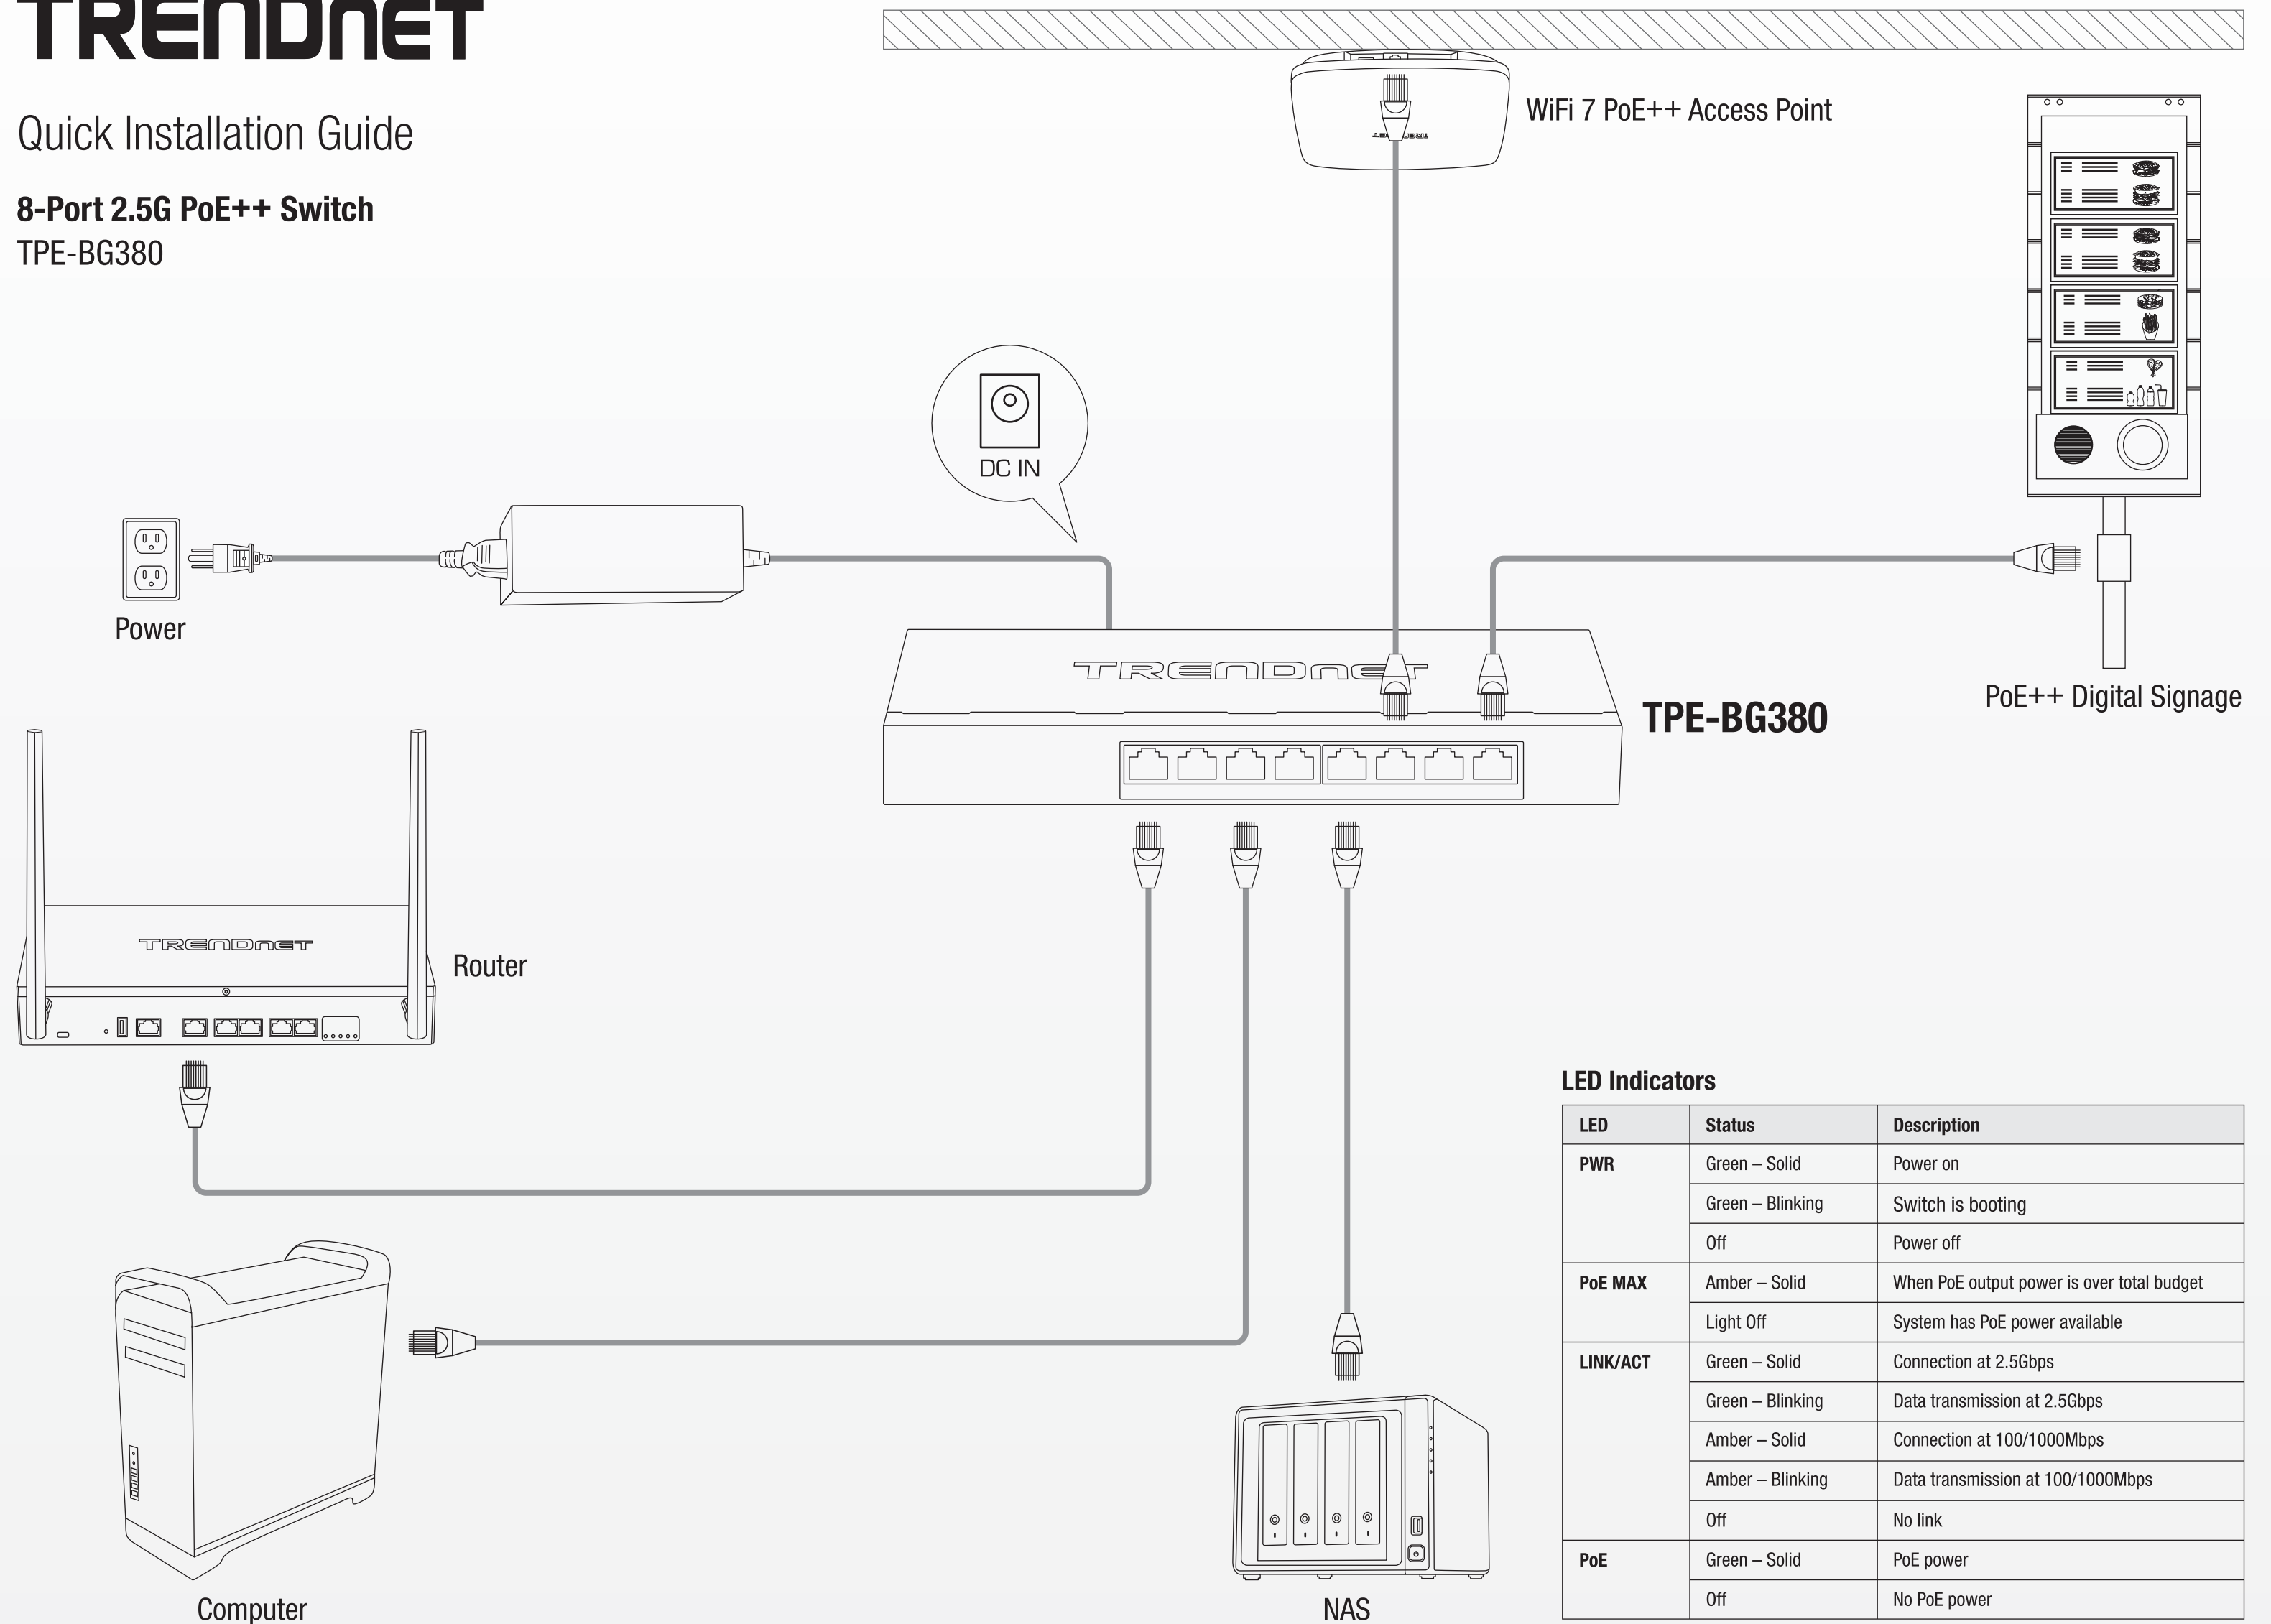 TRENDNET
Quick Installation Guide
8-Port 2.5G PoE++ Switch
TPE-BG380
WiFi 7 PoE++ Access Point
TRENDNET
DC IN
Power
TRENDNET
TPE-BG380
PoE++ Digital Signage
TRENDNET
Router
Computer
NAS
LED Indicators
LED Status Description
PWR Green – Solid Power on
Green – Blinking Switch is booting
Off Power off
PoE MAX Amber – Solid When PoE output power is over total budget
Light Off System has PoE power available
LINK/ACT Green – Solid Connection at 2.5Gbps
Green – Blinking Data transmission at 2.5Gbps
Amber – Solid Connection at 100/1000Mbps
Amber – Blinking Data transmission at 100/1000Mbps
Off No link
PoE Green – Solid PoE power
Off No PoE power